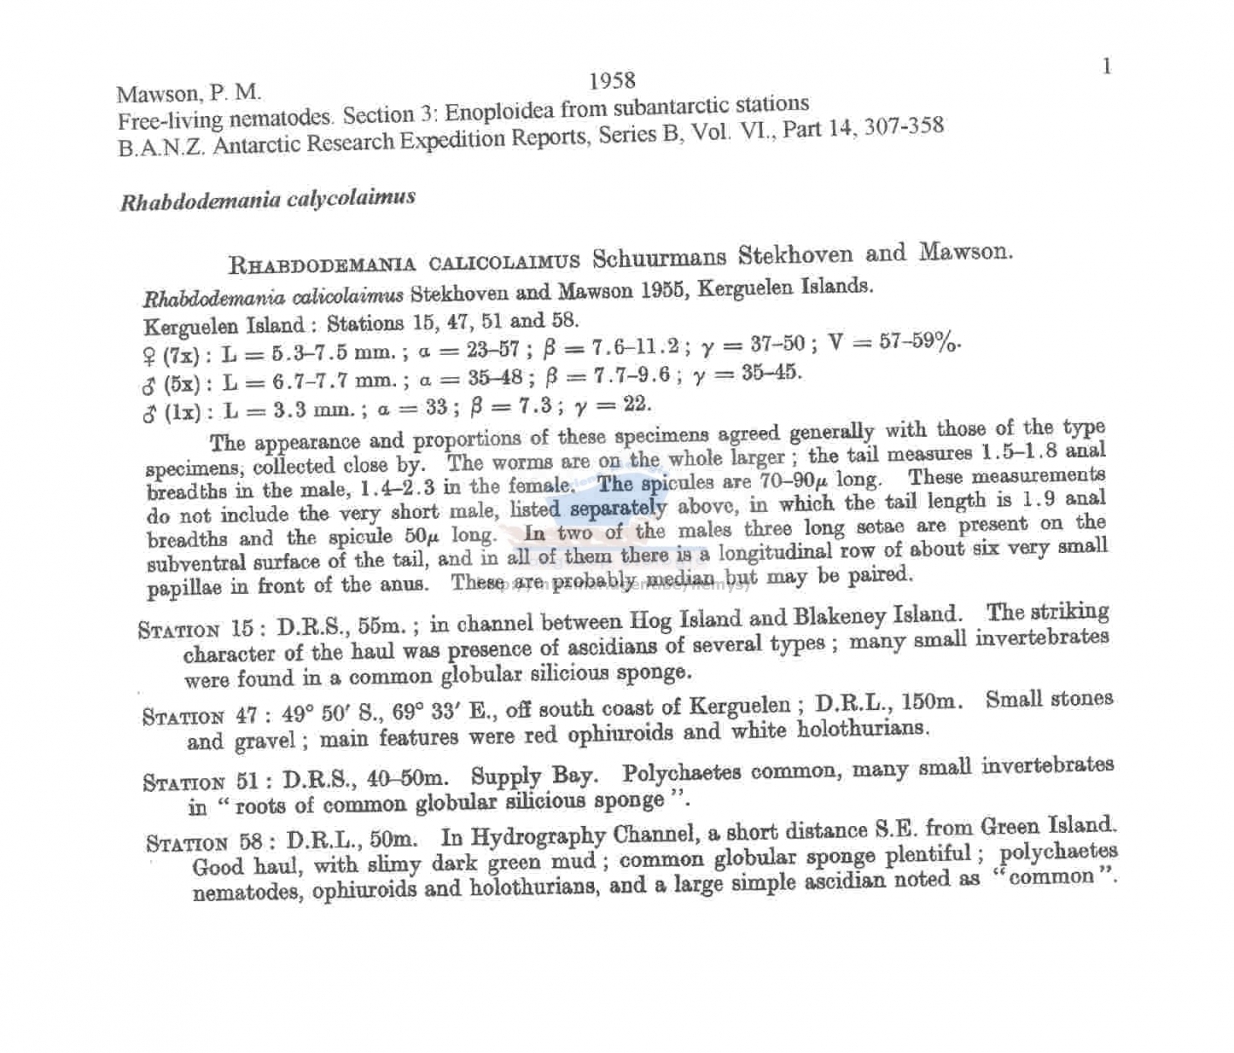 1
Mawson, P. M. 1958
Free-living nematodes. Section 3: Enoploidea from subantarctic stations
B.A.N.Z. Antarctic Research Expedition Reports, Series B, Vol. VI., Part 14, 307-358
Rhabdodemania calycolaimus
RHABDODEMANIA CALICOLAIMUS Schuurmans Stekhoven and Mawson.
Rhabdodemania calicolaimus Stekhoven and Mawson 1955, Kerguelen Islands.
Kerguelen Island : Stations 15, 47, 51 and 58.
♀ (7x) : L = 5.3–7.5 mm. ; α = 23–57 ; β = 7.6–11.2 ; γ = 37–50 ; V = 57–59%.
♂ (5x) : L = 6.7–7.7 mm. ; α = 35–48 ; β = 7.7–9.6 ; γ = 35–45.
♂ (1x) : L = 3.3 mm. ; α = 33 ; β = 7.3 ; γ = 22.
The appearance and proportions of these specimens agreed generally with those of the type
specimens, collected close by. The worms are on the whole larger ; the tail measures 1.5–1.8 anal
breadths in the male, 1.4–2.3 in the female. The spicules are 70–90μ long. These measurements
do not include the very short male, listed separately above, in which the tail length is 1.9 anal
breadths and the spicule 50μ long. In two of the males three long setae are present on the
subventral surface of the tail, and in all of them there is a longitudinal row of about six very small
papillae in front of the anus. These are probably median but may be paired.
STATION 15 : D.R.S., 55m. ; in channel between Hog Island and Blakeney Island. The striking
character of the haul was presence of ascidians of several types ; many small invertebrates
were found in a common globular silicious sponge.
STATION 47 : 49° 50′ S., 69° 33′ E., off south coast of Kerguelen ; D.R.L., 150m. Small stones
and gravel ; main features were red ophiuroids and white holothurians.
STATION 51 : D.R.S., 40–50m. Supply Bay. Polychaetes common, many small invertebrates
in “ roots of common globular silicious sponge ”.
STATION 58 : D.R.L., 50m. In Hydrography Channel, a short distance S.E. from Green Island.
Good haul, with slimy dark green mud ; common globular sponge plentiful ; polychaetes
nematodes, ophiuroids and holothurians, and a large simple ascidian noted as “ common ”.